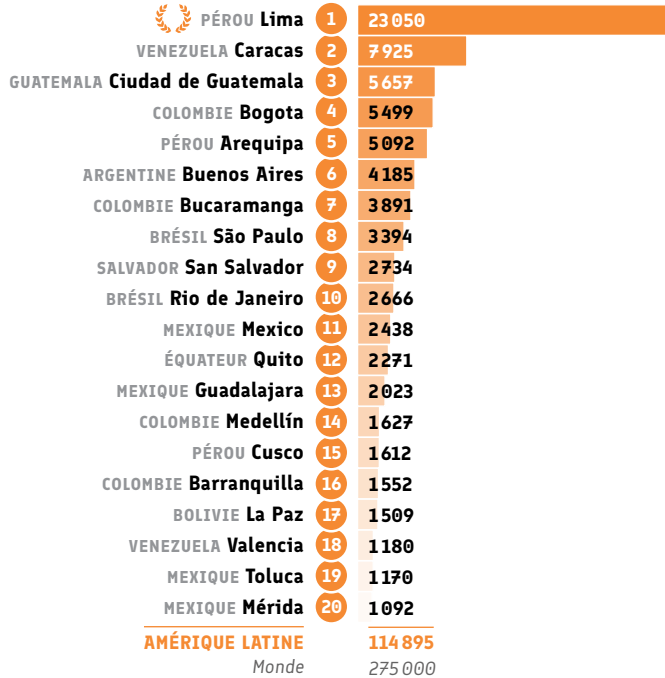 PÉROU Lima 1 23 050
VENEZUELA Caracas 2 7 925
GUATEMALA Ciudad de Guatemala 3 5 657
COLOMBIE Bogota 4 5 499
PÉROU Arequipa 5 5 092
ARGENTINE Buenos Aires 6 4 185
COLOMBIE Bucaramanga 7 3 891
BRÉSIL São Paulo 8 3 394
SALVADOR San Salvador 9 2 734
BRÉSIL Rio de Janeiro 10 2 666
MEXIQUE Mexico 11 2 438
ÉQUATEUR Quito 12 2 271
MEXIQUE Guadalajara 13 2 023
COLOMBIE Medellín 14 1 627
PÉROU Cusco 15 1 612
COLOMBIE Barranquilla 16 1 552
BOLIVIE La Paz 17 1 509
VENEZUELA Valencia 18 1 180
MEXIQUE Toluca 19 1 170
MEXIQUE Mérida 20 1 092
AMÉRIQUE LATINE 114 895
Monde 275 000